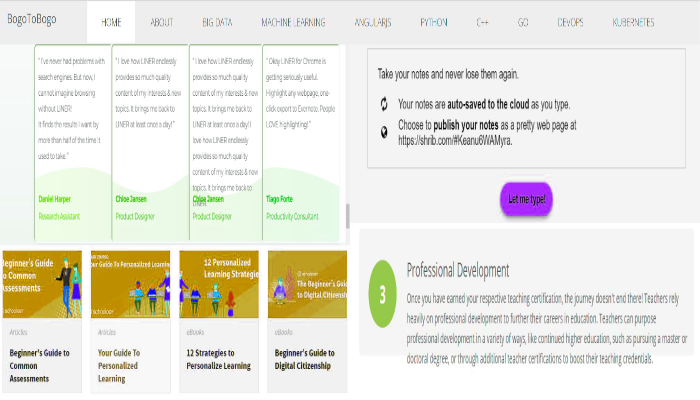 BogoToBogo
HOME
ABOUT
BIG DATA
MACHINE LEARNING
ANGULARJS
PYTHON
C++
GO
DEVOPS
KUBERNETES
" I've never had problems with
search engines. But now, I
cannot imagine browsing
without LINER!
It finds the results I want by
more than half of the time it
used to take. "
Daniel Harper
Research Assistant
" I love how LINER endlessly
provides so much quality
content of my interests & new
topics. It brings me back to
LINER at least once a day! "
Chloe Jansen
Product Designer
" I love how LINER endlessly
provides so much quality
content of my interests & new
topics. It brings me back to
LINER at least once a day! I
love how LINER endlessly
provides so much quality
content of my interests & new
topics. It brings me back to
LINER
Chloe Jansen
Product Designer
" Okay LINER for Chrome is
getting seriously useful.
Highlight any webpage, one-
click export to Evernote. People
LOVE highlighting! "
Tiago Forte
Productivity Consultant
Take your notes and never lose them again.
Your notes are auto-saved to the cloud as you type.
Choose to publish your notes as a pretty web page at
https://shrib.com/#Keanu6WAMyra.
Let me type!
Beginner's Guide
o Common
Assessments
schooler
our Guide To Personalized Learning
schooler
12 Personalized
Learning Strategie
The Beginner's Guid
to Digital Citizensh
Articles
Beginner's Guide to
Common
Assessments
Articles
Your Guide To
Personalized
Learning
eBooks
12 Strategies to
Personalize Learning
eBooks
Beginner's Guide to
Digital Citizenship
3
Professional Development
Once you have earned your respective teaching certification, the journey doesn't end there! Teachers rely
heavily on professional development to further their careers in education. Teachers can purpose
professional development in a variety of ways, like continued higher education, such as pursuing a master or
doctoral degree, or through additional teacher certifications to boost their teaching credentials.